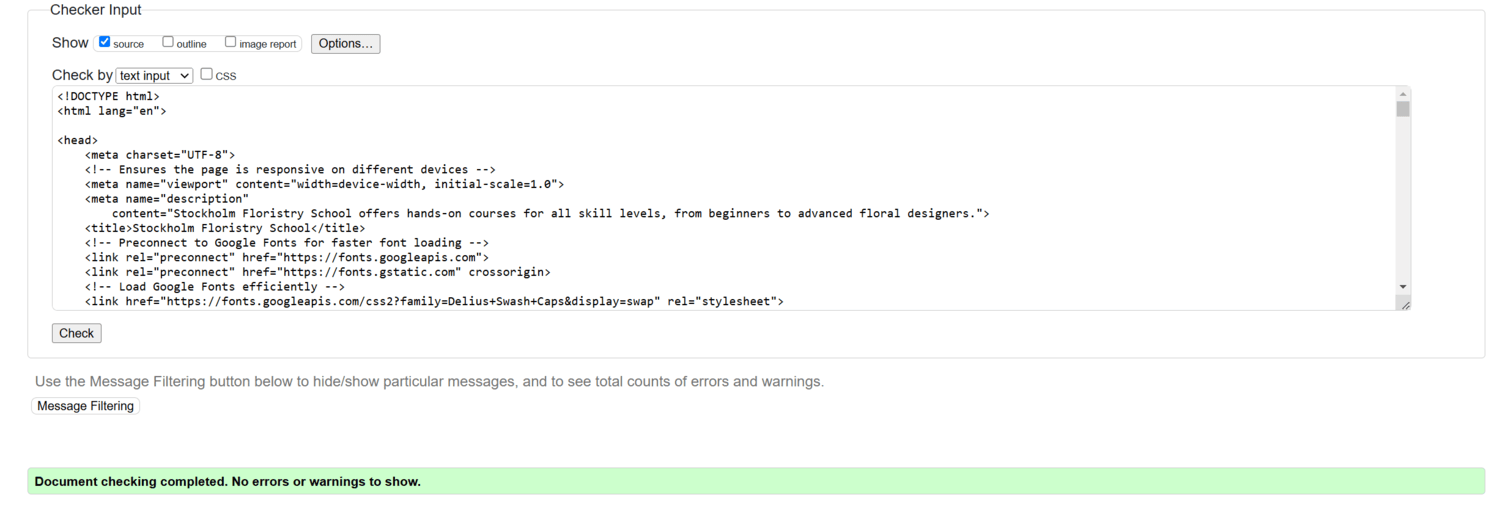 Checker Input
Show source outline image report Options...
Check by text input CSS
<!DOCTYPE html>
<html lang="en">
<head>
    <meta charset="UTF-8">
    <!-- Ensures the page is responsive on different devices -->
    <meta name="viewport" content="width=device-width, initial-scale=1.0">
    <meta name="description"
        content="Stockholm Floristry School offers hands-on courses for all skill levels, from beginners to advanced floral designers.">
    <title>Stockholm Floristry School</title>
    <!-- Preconnect to Google Fonts for faster font loading -->
    <link rel="preconnect" href="https://fonts.googleapis.com">
    <link rel="preconnect" href="https://fonts.gstatic.com" crossorigin>
    <!-- Load Google Fonts efficiently -->
    <link href="https://fonts.googleapis.com/css2?family=Delius+Swash+Caps&display=swap" rel="stylesheet">
Check
Use the Message Filtering button below to hide/show particular messages, and to see total counts of errors and warnings.
Message Filtering
Document checking completed. No errors or warnings to show.